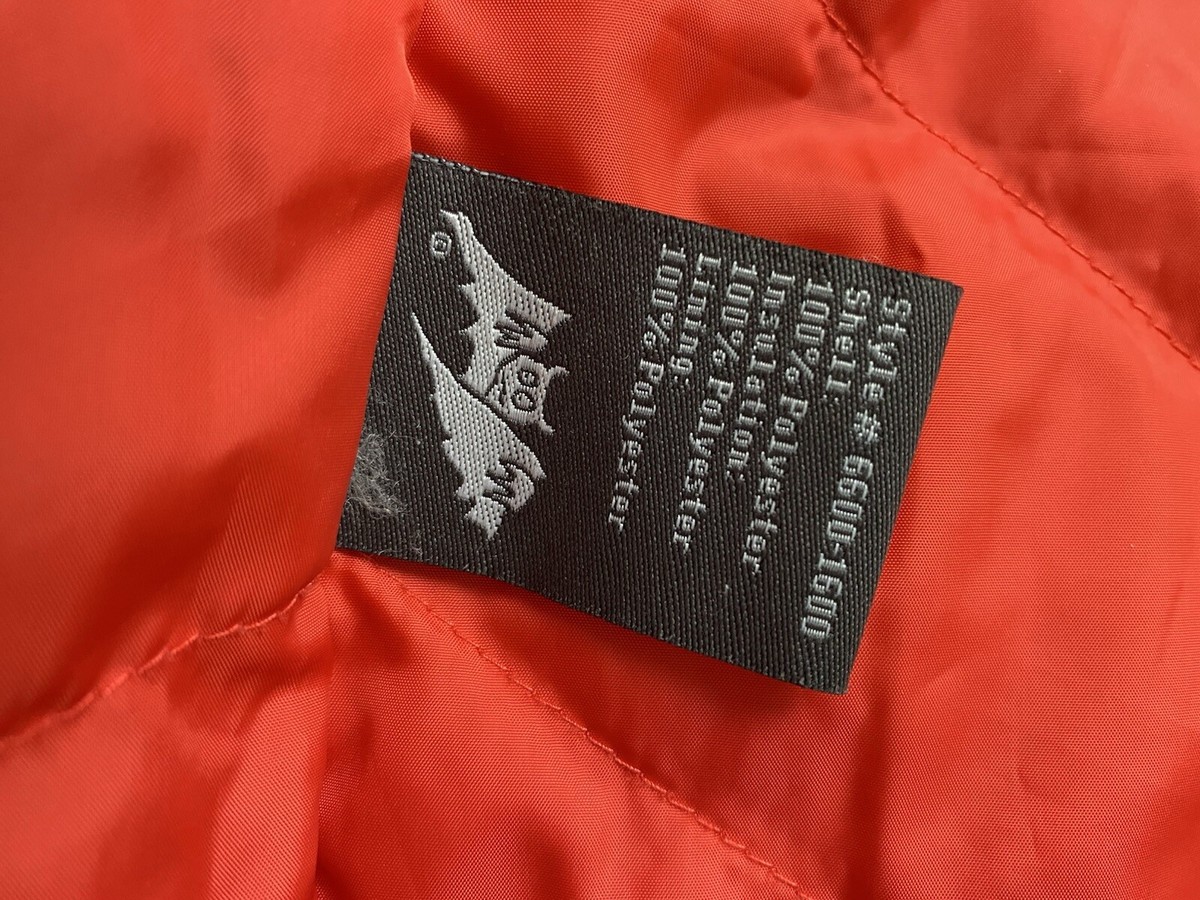 Style# 6600-1600
Shell:
100% Polyester
Insulation:
100% Polyester
Lining:
100% Polyester